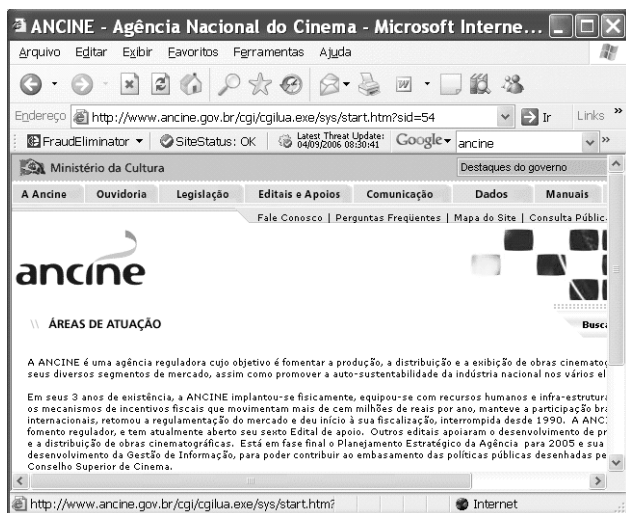 ANCINE - Agência Nacional do Cinema - Microsoft Interne...
Arquivo Editar Exibir Favoritos Ferramentas Ajuda
Endereço http://www.ancine.gov.br/cgi/cgilua.exe/sys/start.htm?sid=54 Ir Links »
FraudEliminator SiteStatus: OK Latest Threat Update: 04/09/2006 08:30:41 Google ancine »
Ministério da Cultura Destaques do governo
A Ancine Ouvidoria Legislação Editais e Apoios Comunicação Dados Manuais
Fale Conosco | Perguntas Freqüentes | Mapa do Site | Consulta Públic
ancine
\\ ÁREAS DE ATUAÇÃO Busca
A ANCINE é uma agência reguladora cujo objetivo é fomentar a produção, a distribuição e a exibição de obras cinemato
seus diversos segmentos de mercado, assim como promover a auto-sustentabilidade da indústria nacional nos vários el
Em seus 3 anos de existência, a ANCINE implantou-se fisicamente, equipou-se com recursos humanos e infra-estrutura
os mecanismos de incentivos fiscais que movimentam mais de cem milhões de reais por ano, manteve a participação bra
internacionais, retomou a regulamentação do mercado e deu início à sua fiscalização, interrompida desde 1990. A ANC
fomento regulador, e tem atualmente aberto seu sexto Edital de apoio. Outros editais apoiaram o desenvolvimento de pr
e a distribuição de obras cinematográficas. Está em fase final o Planejamento Estratégico da Agência para 2005 e sua
desenvolvimento da Gestão de Informação, para poder contribuir ao embasamento das políticas públicas desenhadas pe
Conselho Superior de Cinema.
http://www.ancine.gov.br/cgi/cgilua.exe/sys/start.htm? Internet